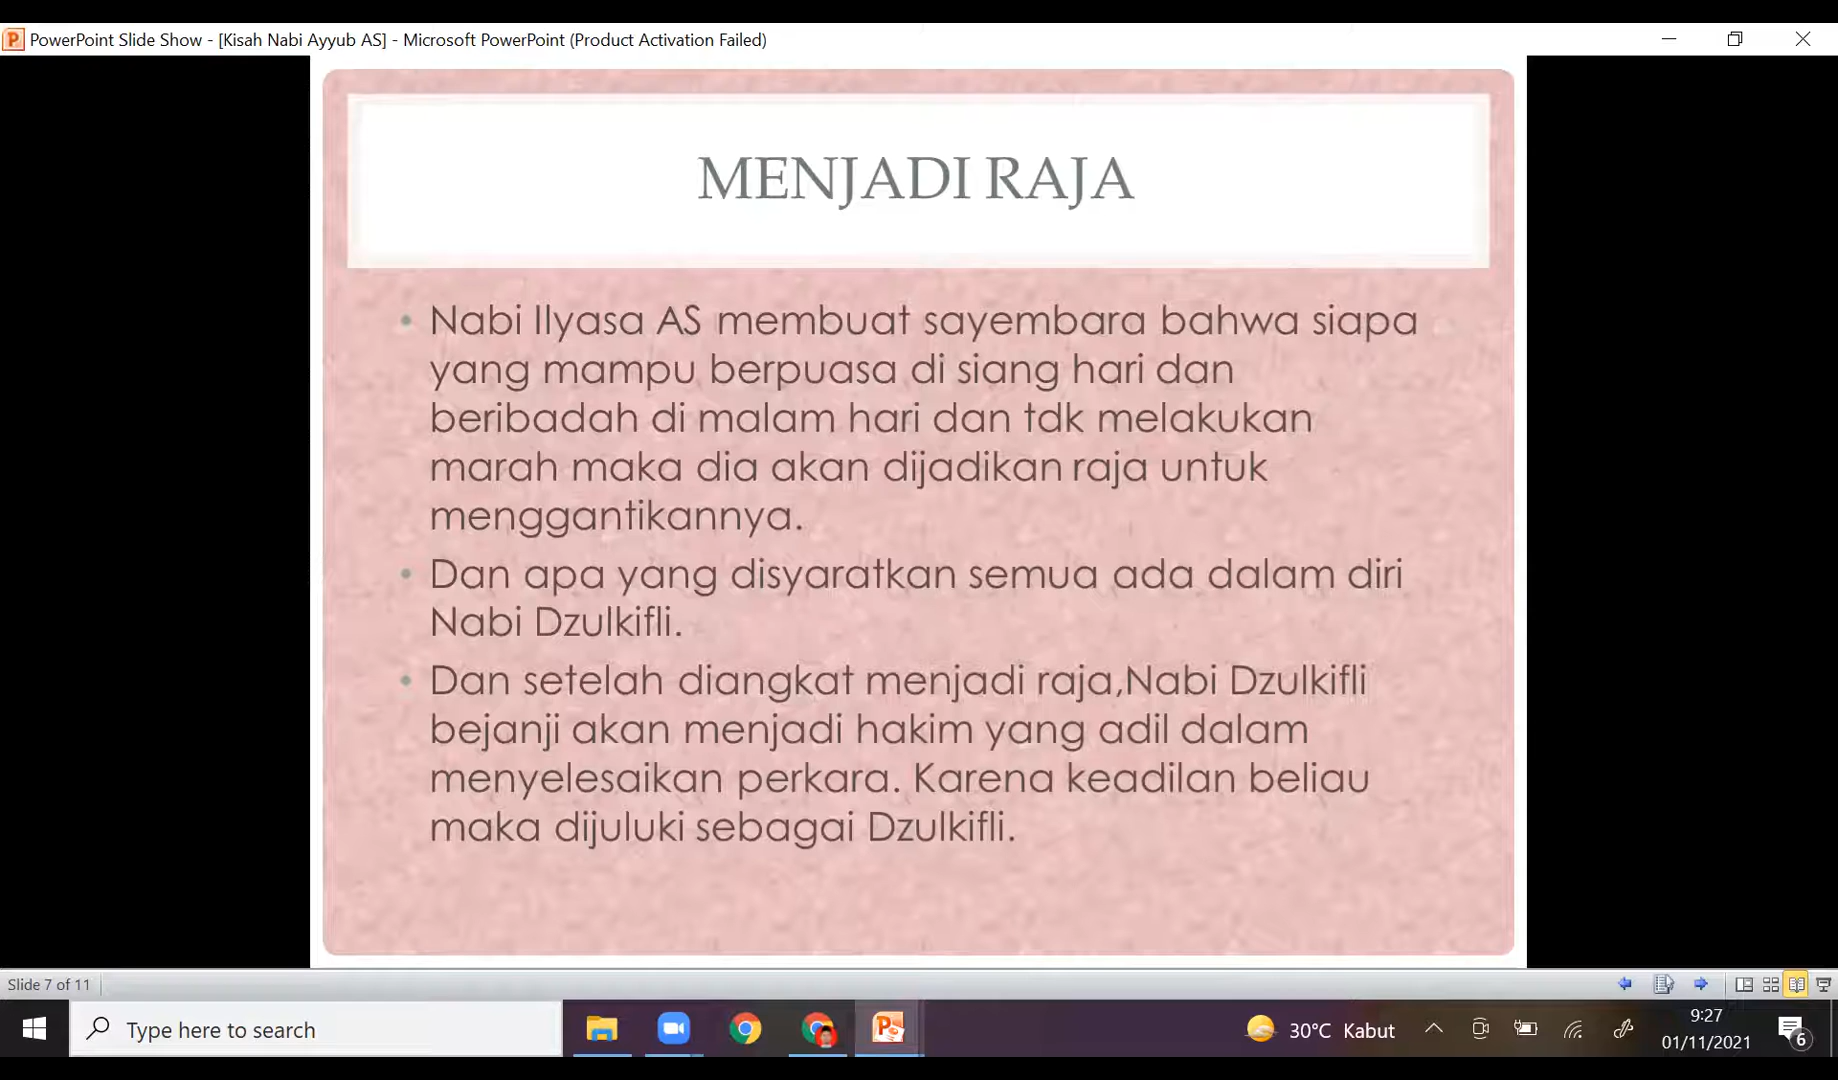 PowerPoint Slide Show - [Kisah Nabi Ayyub AS] - Microsoft PowerPoint (Product Activation Failed)
MENJADI RAJA
• Nabi Ilyasa AS membuat sayembara bahwa siapa
yang mampu berpuasa di siang hari dan
beribadah di malam hari dan tdk melakukan
marah maka dia akan dijadikan raja untuk
menggantikannya.
• Dan apa yang disyaratkan semua ada dalam diri
Nabi Dzulkifli.
• Dan setelah diangkat menjadi raja,Nabi Dzulkifli
bejanji akan menjadi hakim yang adil dalam
menyelesaikan perkara. Karena keadilan beliau
maka dijuluki sebagai Dzulkifli.
Slide 7 of 11
Type here to search
30°C Kabut
9:27
01/11/2021
6